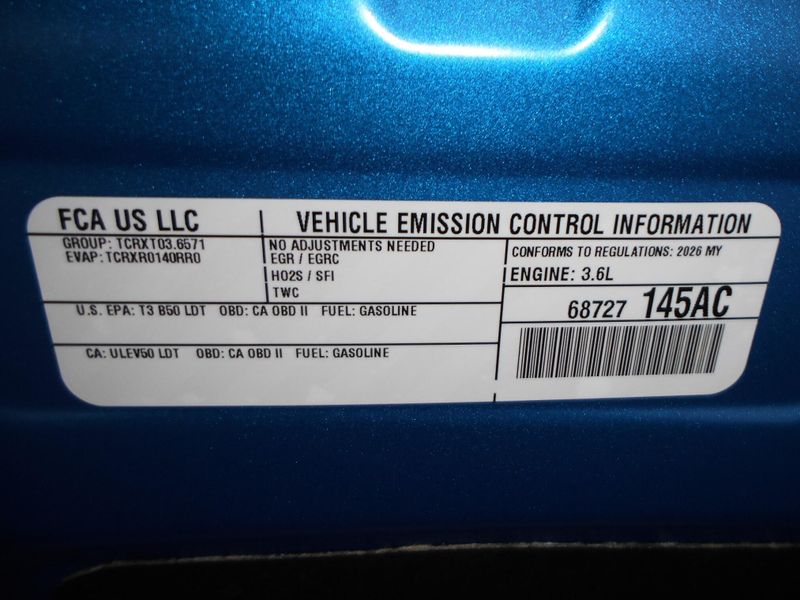 FCA US LLC
VEHICLE EMISSION CONTROL INFORMATION
GROUP: TCRXT03.6571
EVAP: TCRXR0140RR0
NO ADJUSTMENTS NEEDED
EGR / EGRC
HO2S / SFI
TWC
CONFORMS TO REGULATIONS: 2026 MY
ENGINE: 3.6L
U.S. EPA: T3 B50 LDT OBD: CA OBD II FUEL: GASOLINE
68727 145AC
CA: ULEV50 LDT OBD: CA OBD II FUEL: GASOLINE